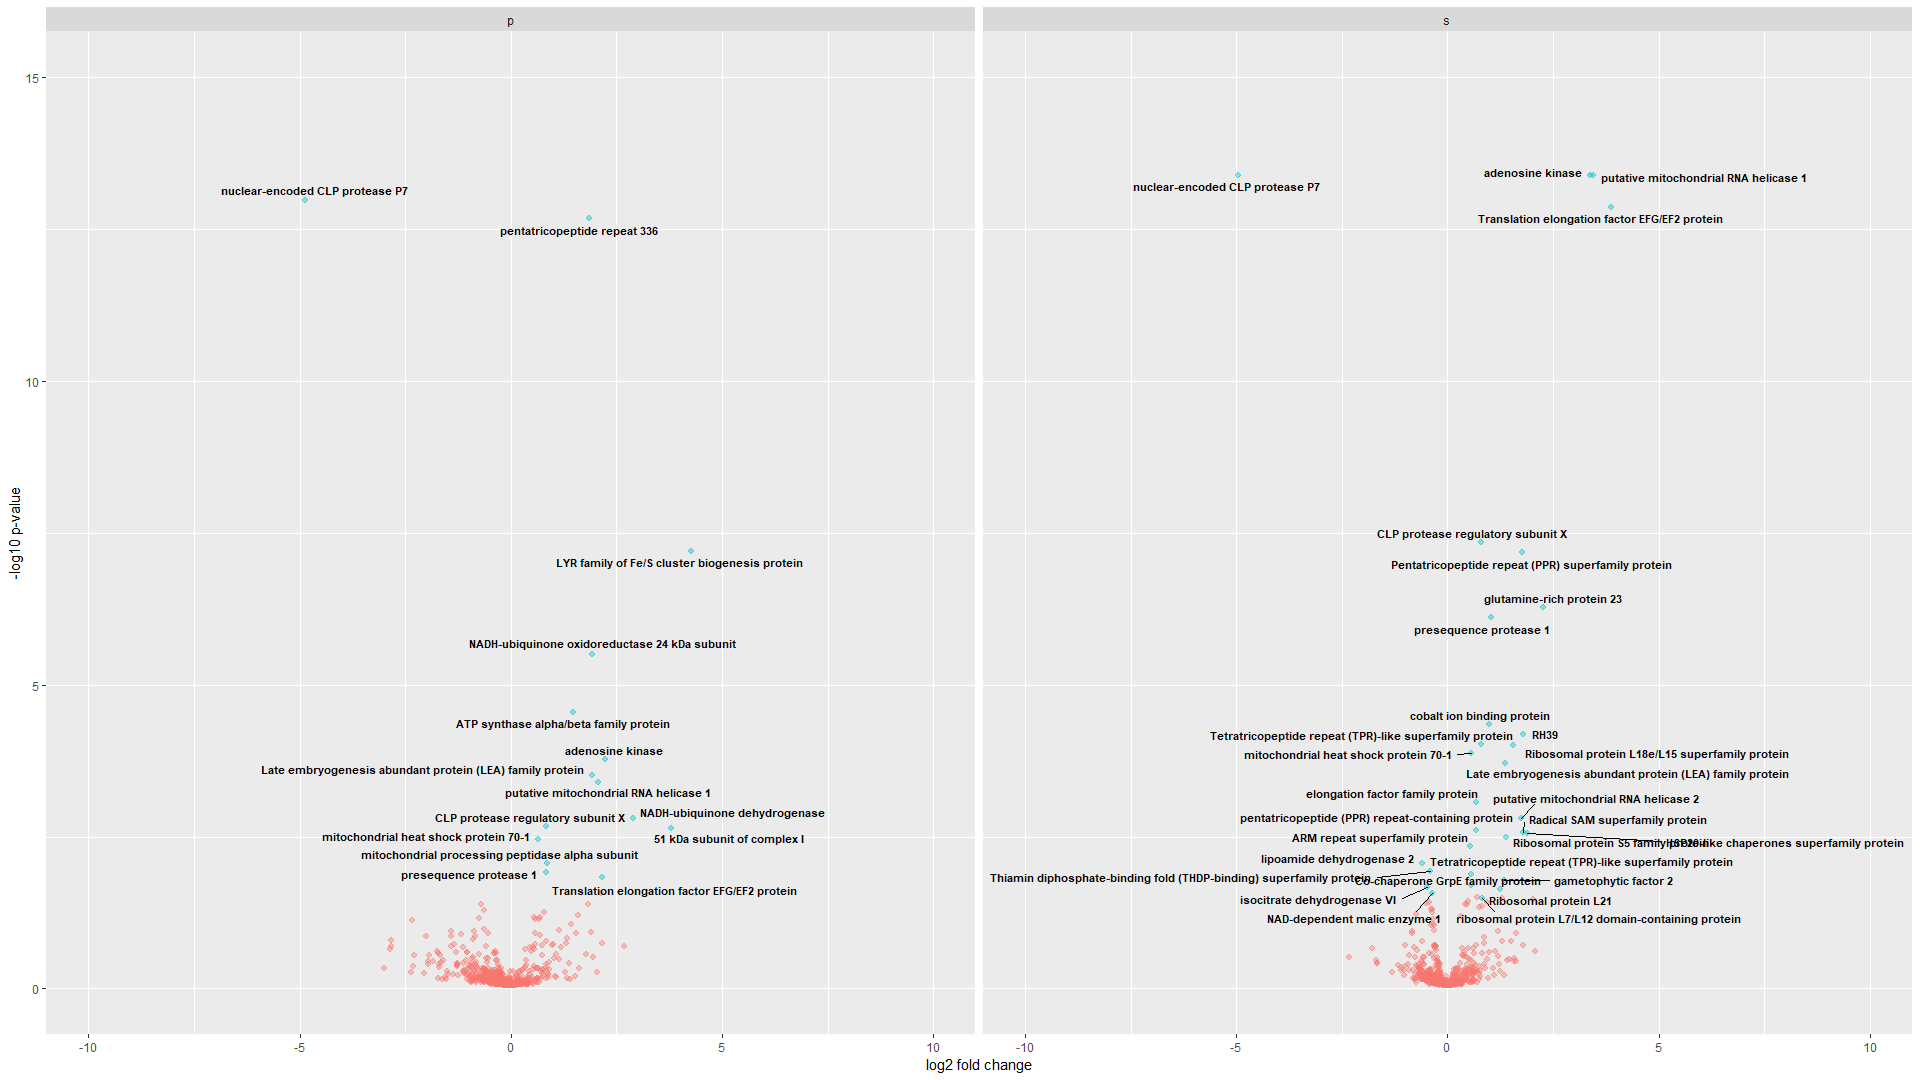 p
s
15
10
5
0
-log10 p-value
nuclear-encoded CLP protease P7
pentatricopeptide repeat 336
LYR family of Fe/S cluster biogenesis protein
NADH-ubiquinone oxidoreductase 24 kDa subunit
ATP synthase alpha/beta family protein
adenosine kinase
Late embryogenesis abundant protein (LEA) family protein
putative mitochondrial RNA helicase 1
NADH-ubiquinone dehydrogenase
CLP protease regulatory subunit X
mitochondrial heat shock protein 70-1
51 kDa subunit of complex I
mitochondrial processing peptidase alpha subunit
presequence protease 1
Translation elongation factor EFG/EF2 protein
adenosine kinase
putative mitochondrial RNA helicase 1
nuclear-encoded CLP protease P7
Translation elongation factor EFG/EF2 protein
CLP protease regulatory subunit X
Pentatricopeptide repeat (PPR) superfamily protein
glutamine-rich protein 23
presequence protease 1
cobalt ion binding protein
Tetratricopeptide repeat (TPR)-like superfamily protein
RH39
mitochondrial heat shock protein 70-1
Ribosomal protein L18e/L15 superfamily protein
Late embryogenesis abundant protein (LEA) family protein
elongation factor family protein
putative mitochondrial RNA helicase 2
pentatricopeptide (PPR) repeat-containing protein
Radical SAM superfamily protein
ARM repeat superfamily protein
Ribosomal protein S5 family protein
HSP20-like chaperones superfamily protein
lipoamide dehydrogenase 2
Tetratricopeptide repeat (TPR)-like superfamily protein
Thiamin diphosphate-binding fold (THDP-binding) superfamily protein
Co-chaperone GrpE family protein
gametophytic factor 2
isocitrate dehydrogenase VI
Ribosomal protein L21
NAD-dependent malic enzyme 1
ribosomal protein L7/L12 domain-containing protein
-10
-5
0
5
10
-10
-5
0
5
10
log2 fold change